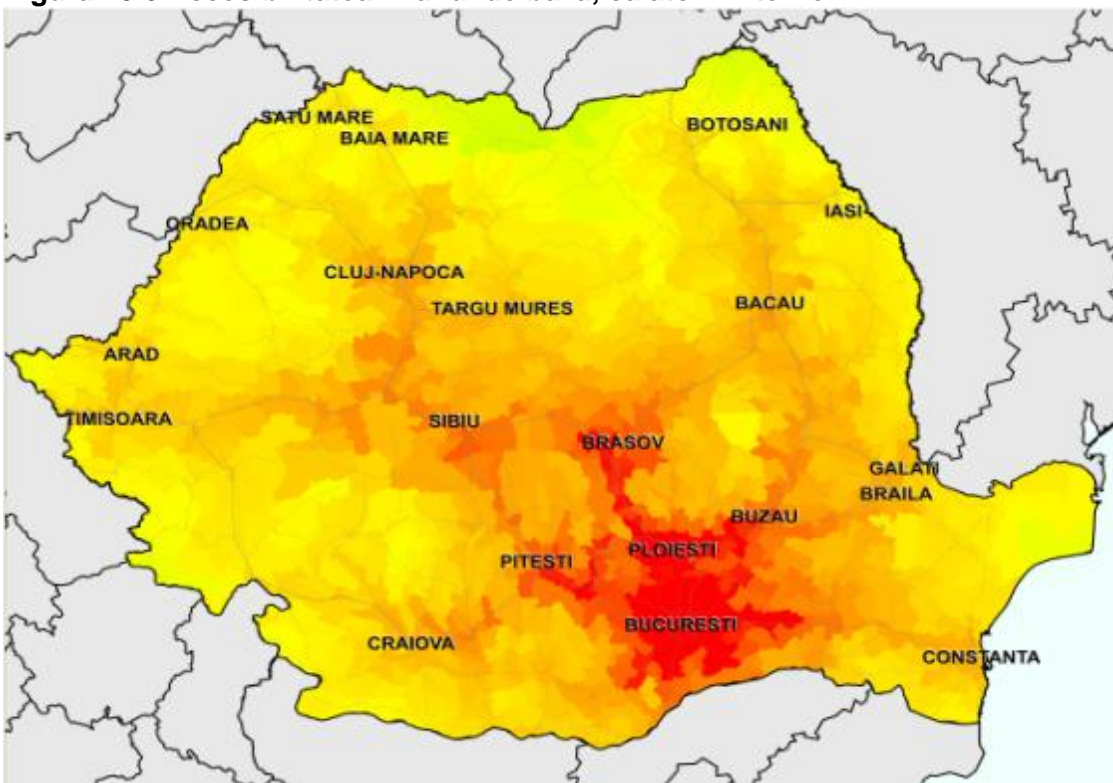 SATU MARE
BAIA MARE
BOTOSANI
ORADEA
IASI
CLUJ-NAPOCA
TARGU MURES
BACAU
ARAD
TIMISOARA
SIBIU
BRASOV
GALATI
BRAILA
BUZAU
PLOIESTI
PITESTI
BUCURESTI
CRAIOVA
CONSTANTA